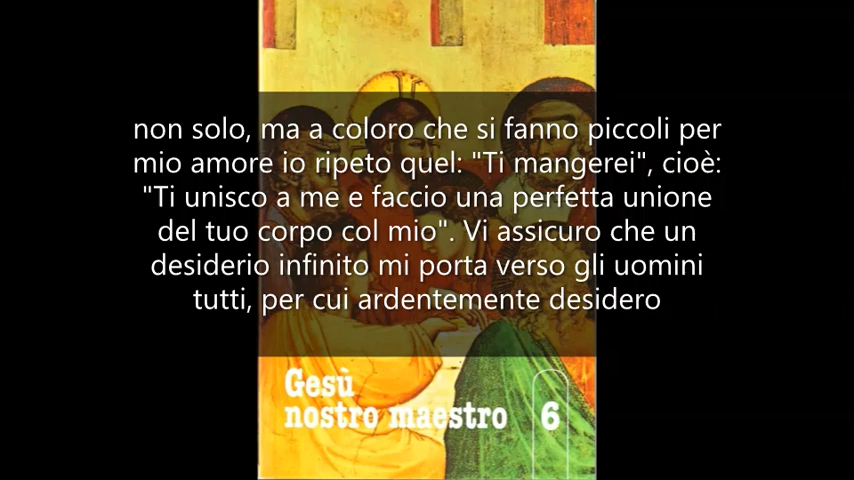 non solo, ma a coloro che si fanno piccoli per
mio amore io ripeto quel: "Ti mangerei", cioè:
"Ti unisco a me e faccio una perfetta unione
del tuo corpo col mio". Vi assicuro che un
desiderio infinito mi porta verso gli uomini
tutti, per cui ardentemente desidero
Gesù
nostro maestro 6